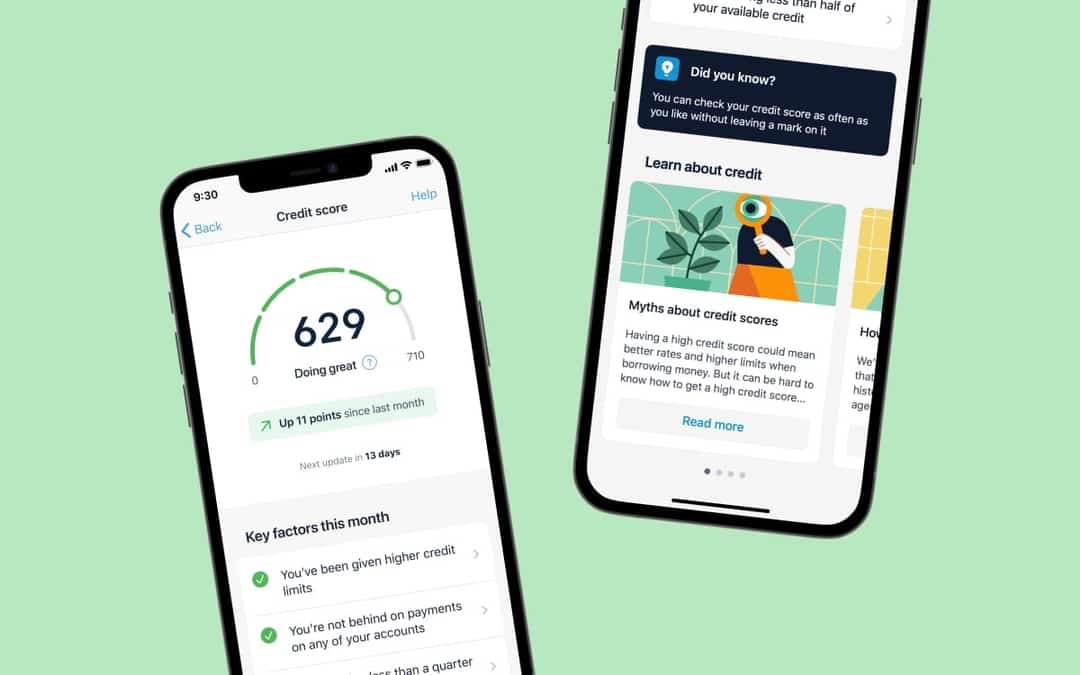 9:30
Back
Credit score
Help
629
0
Doing great ?
710
Up 11 points since last month
Next update in 13 days
Key factors this month
You've been given higher credit
limits
You're not behind on payments
on any of your accounts
less than a quarter
less than half of
your available credit
Did you know?
You can check your credit score as often as
you like without leaving a mark on it
Learn about credit
Myths about credit scores
Having a high credit score could mean
better rates and higher limits when
borrowing money. But it can be hard to
know how to get a high credit score...
Read more
We'
that